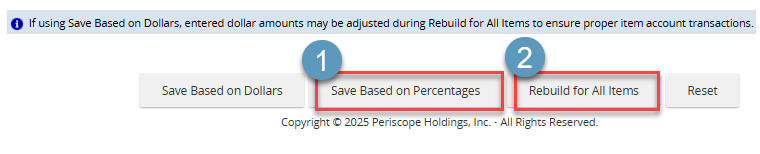 If using Save Based on Dollars, entered dollar amounts may be adjusted during Rebuild for All Items to ensure proper item account transactions.
1 2
Save Based on Dollars Save Based on Percentages Rebuild for All Items Reset
Copyright © 2025 Periscope Holdings, Inc. - All Rights Reserved.